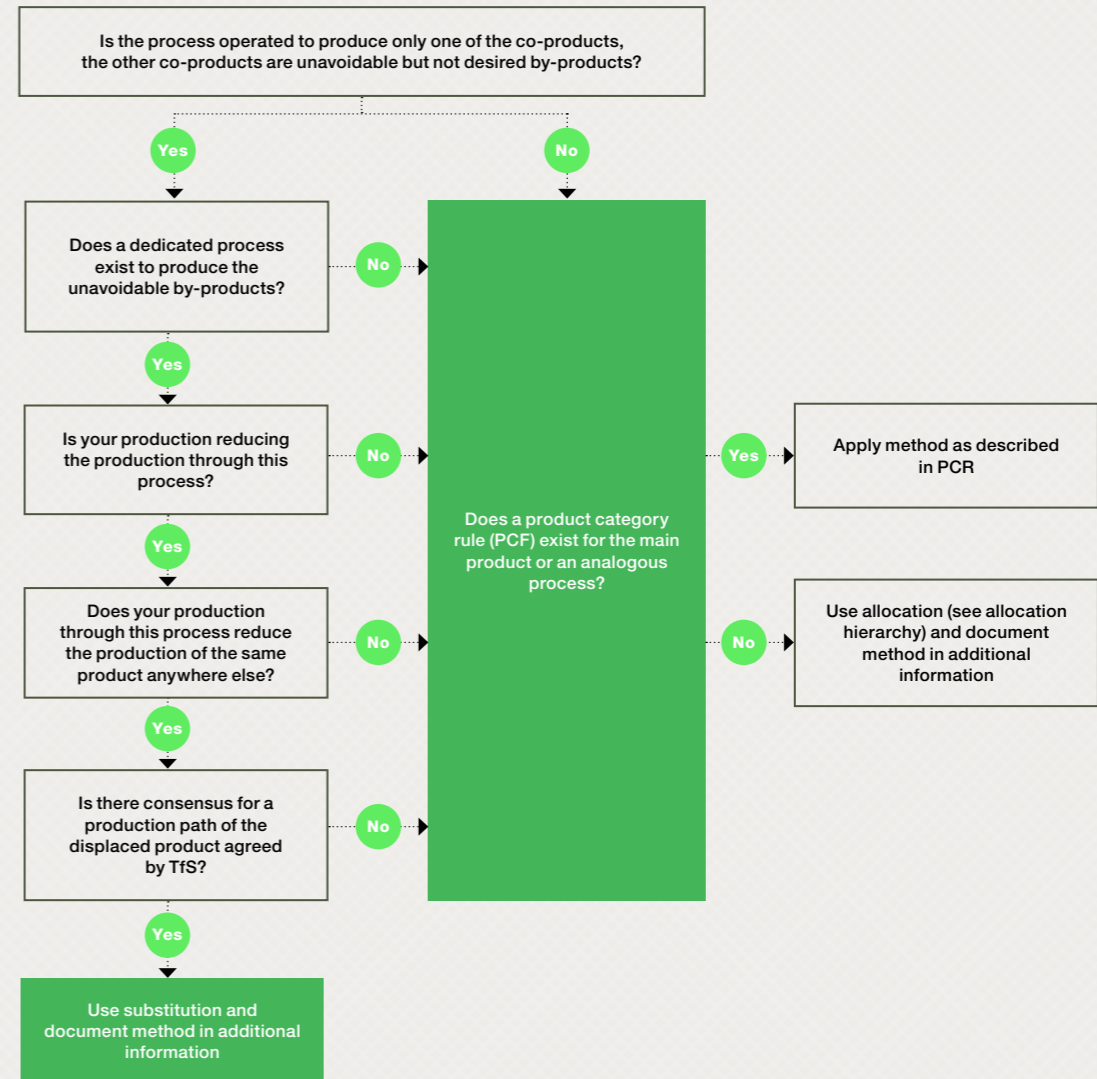 Is the process operated to produce only one of the co-products,
the other co-products are unavoidable but not desired by-products?
Yes
No
Does a dedicated process
exist to produce the
unavoidable by-products?
No
Yes
Is your production reducing
the production through this
process?
No
Yes
Does your production
through this process reduce
the production of the same
product anywhere else?
No
Yes
Is there consensus for a
production path of the
displaced product agreed
by TfS?
No
Yes
Use substitution and
document method in additional
information
Does a product category
rule (PCF) exist for the main
product or an analogous
process?
Yes
Apply method as described
in PCR
No
Use allocation (see allocation
hierarchy) and document
method in additional
information